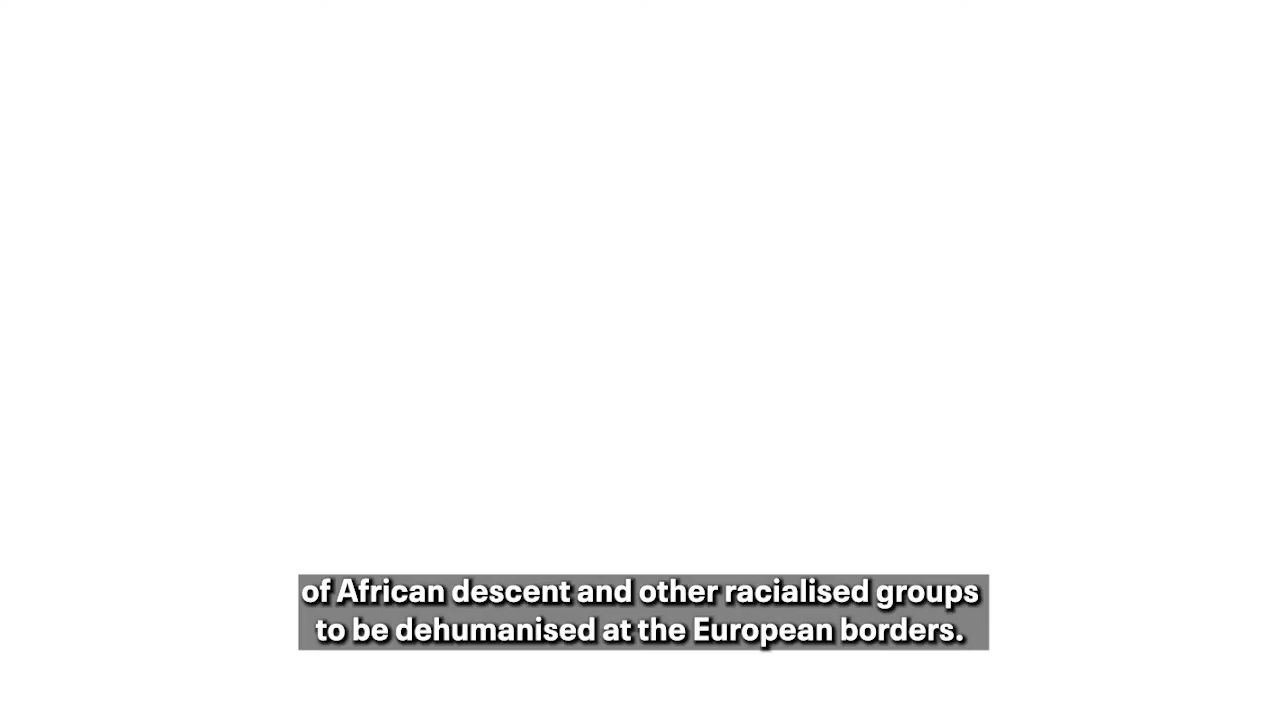 of African descent and other racialised groups
to be dehumanised at the European borders.